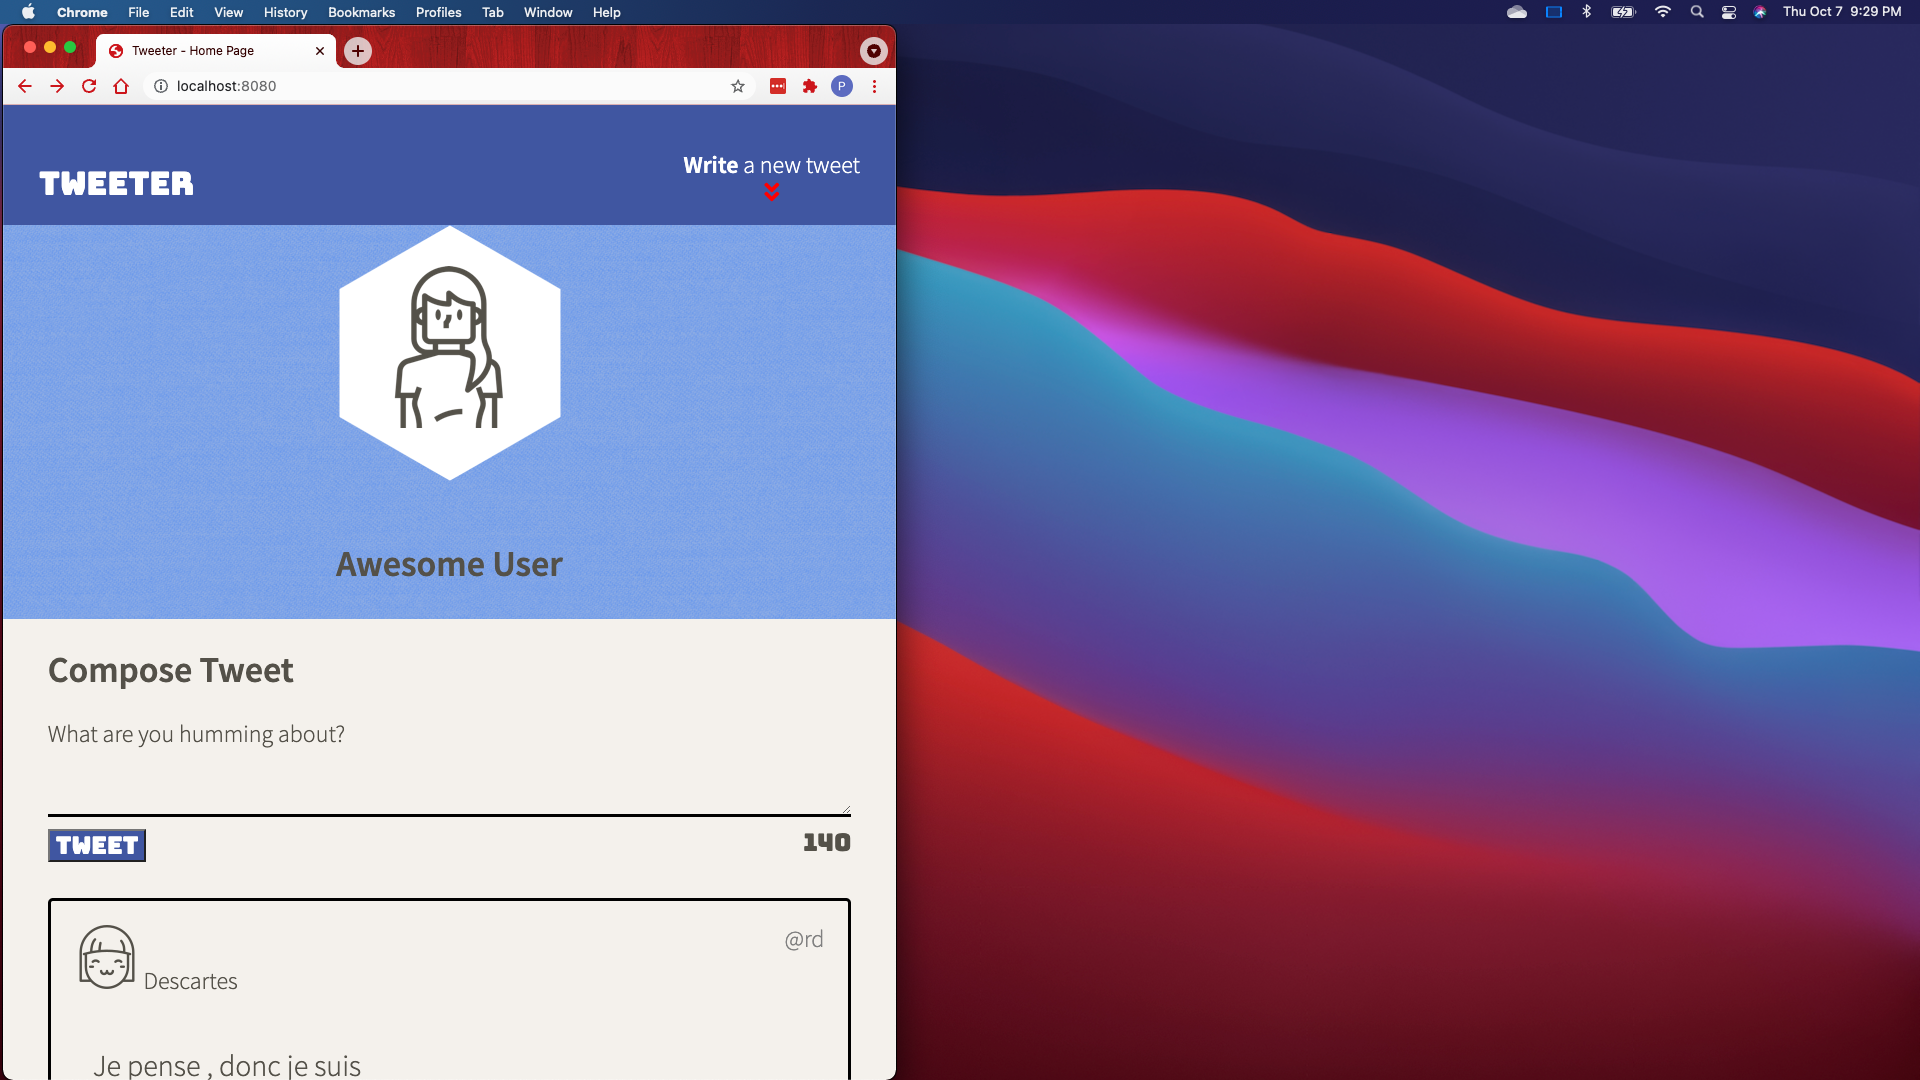 Chrome File Edit View History Bookmarks Profiles Tab Window Help
Thu Oct 7 9:29 PM
Tweeter - Home Page
localhost:8080
P
TWEETER
Write a new tweet
Awesome User
Compose Tweet
What are you humming about?
TWEET
140
@rd
Descartes
Je pense , donc je suis